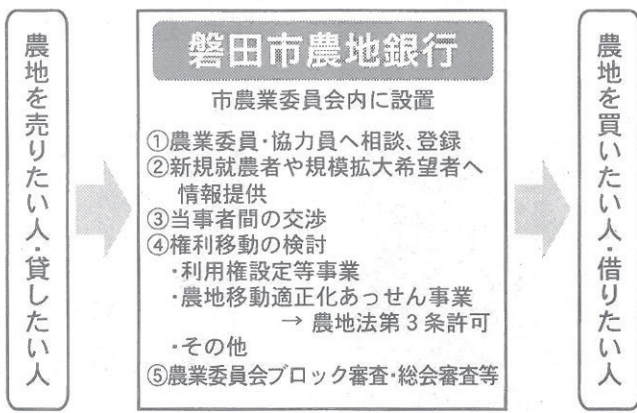 農地を売りたい人・貸したい人
磐田市農地銀行
市農業委員会内に設置
①農業委員・協力員へ相談、登録
②新規就農者や規模拡大希望者へ
情報提供
③当事者間の交渉
④権利移動の検討
・利用権設定等事業
・農地移動適正化あっせん事業
→ 農地法第3条許可
・その他
⑤農業委員会ブロック審査・総会審査等
農地を買いたい人・借りたい人